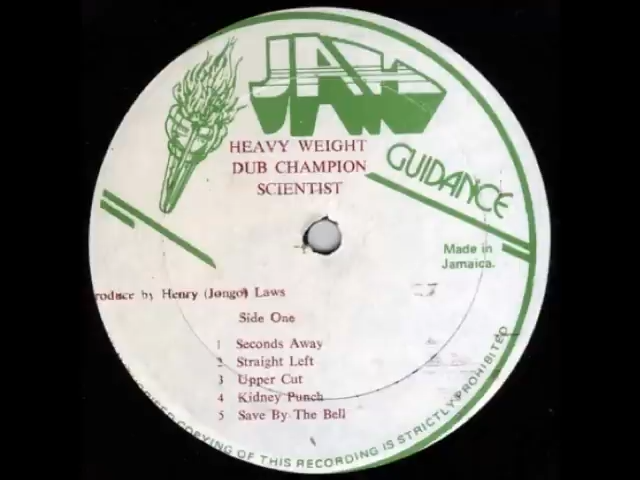 JAH
GUIDANCE
HEAVY WEIGHT
DUB CHAMPION
SCIENTIST
Made in
Jamaica.
roduce by Henry (Jongo) Laws
Side One
1 Seconds Away
2 Straight Left
3 Upper Cut
4 Kidney Punch
5 Save By The Bell
COPYING OF THIS RECORDING IS STRICTLY PROHIBITED